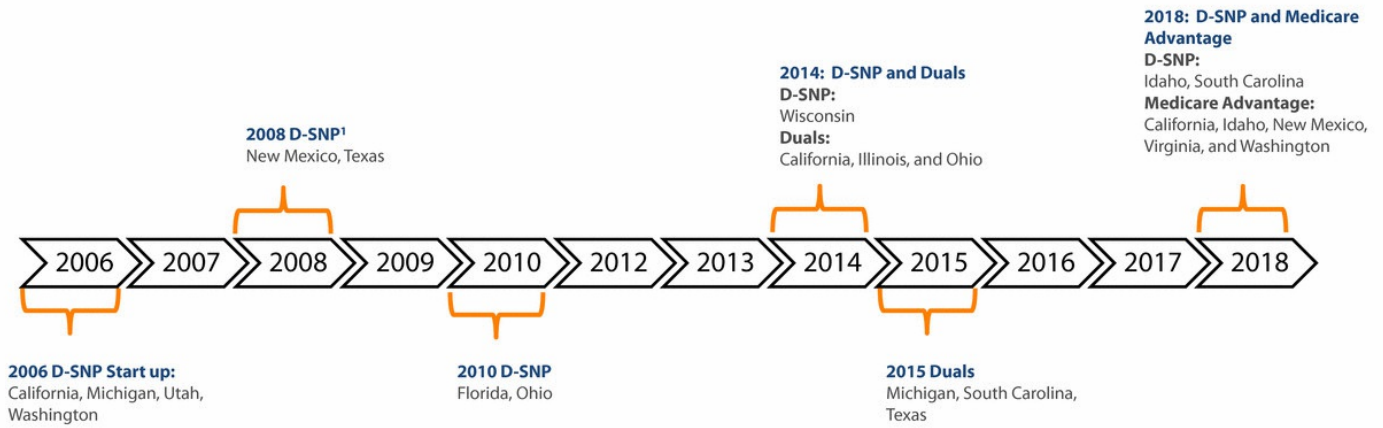 2018: D-SNP and Medicare
Advantage
D-SNP:
Idaho, South Carolina
Medicare Advantage:
California, Idaho, New Mexico,
Virginia, and Washington
2014: D-SNP and Duals
D-SNP:
Wisconsin
Duals:
California, Illinois, and Ohio
2008 D-SNP¹
New Mexico, Texas
2006 2007 2008 2009 2010 2012 2013 2014 2015 2016 2017 2018
2006 D-SNP Start up:
California, Michigan, Utah,
Washington
2010 D-SNP
Florida, Ohio
2015 Duals
Michigan, South Carolina,
Texas